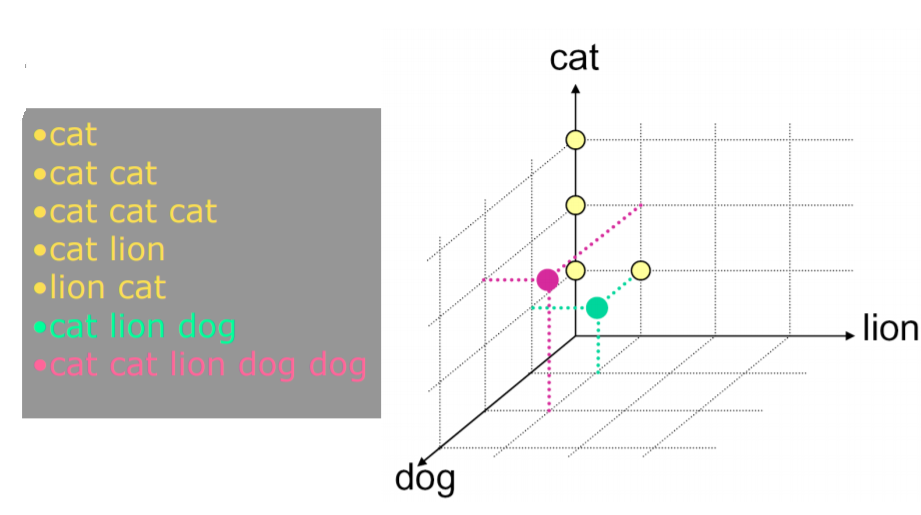 •cat
•cat cat
•cat cat cat
•cat lion
•lion cat
•cat lion dog
•cat cat lion dog dog
cat
lion
dog